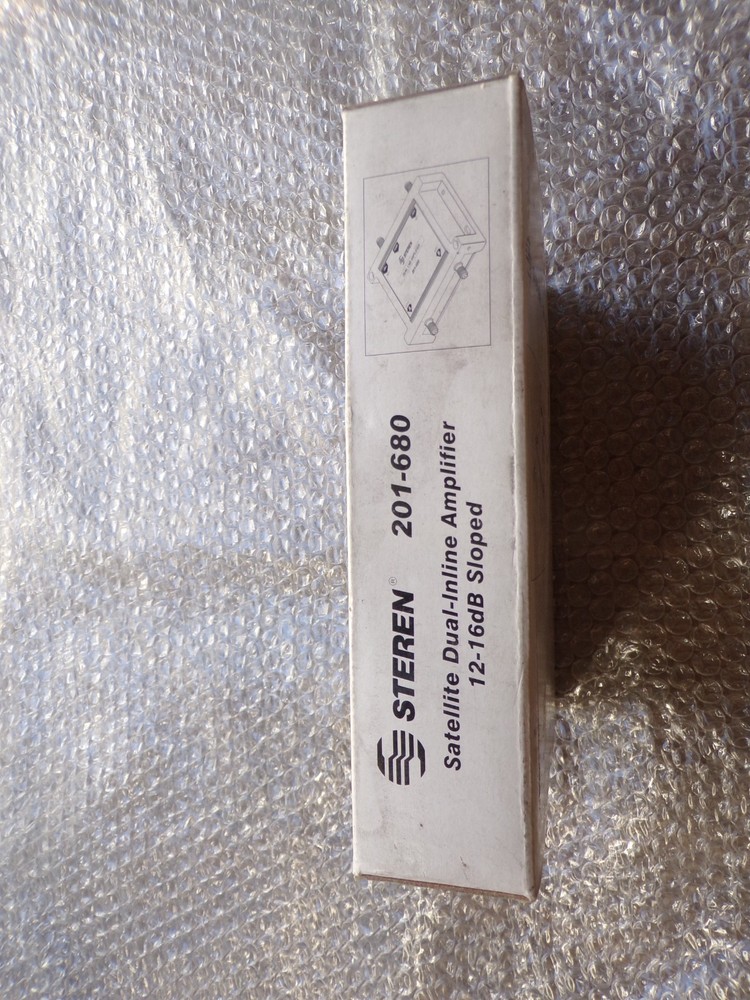 STEREN® 201-680
Satellite Dual-Inline Amplifier
12-16dB Sloped